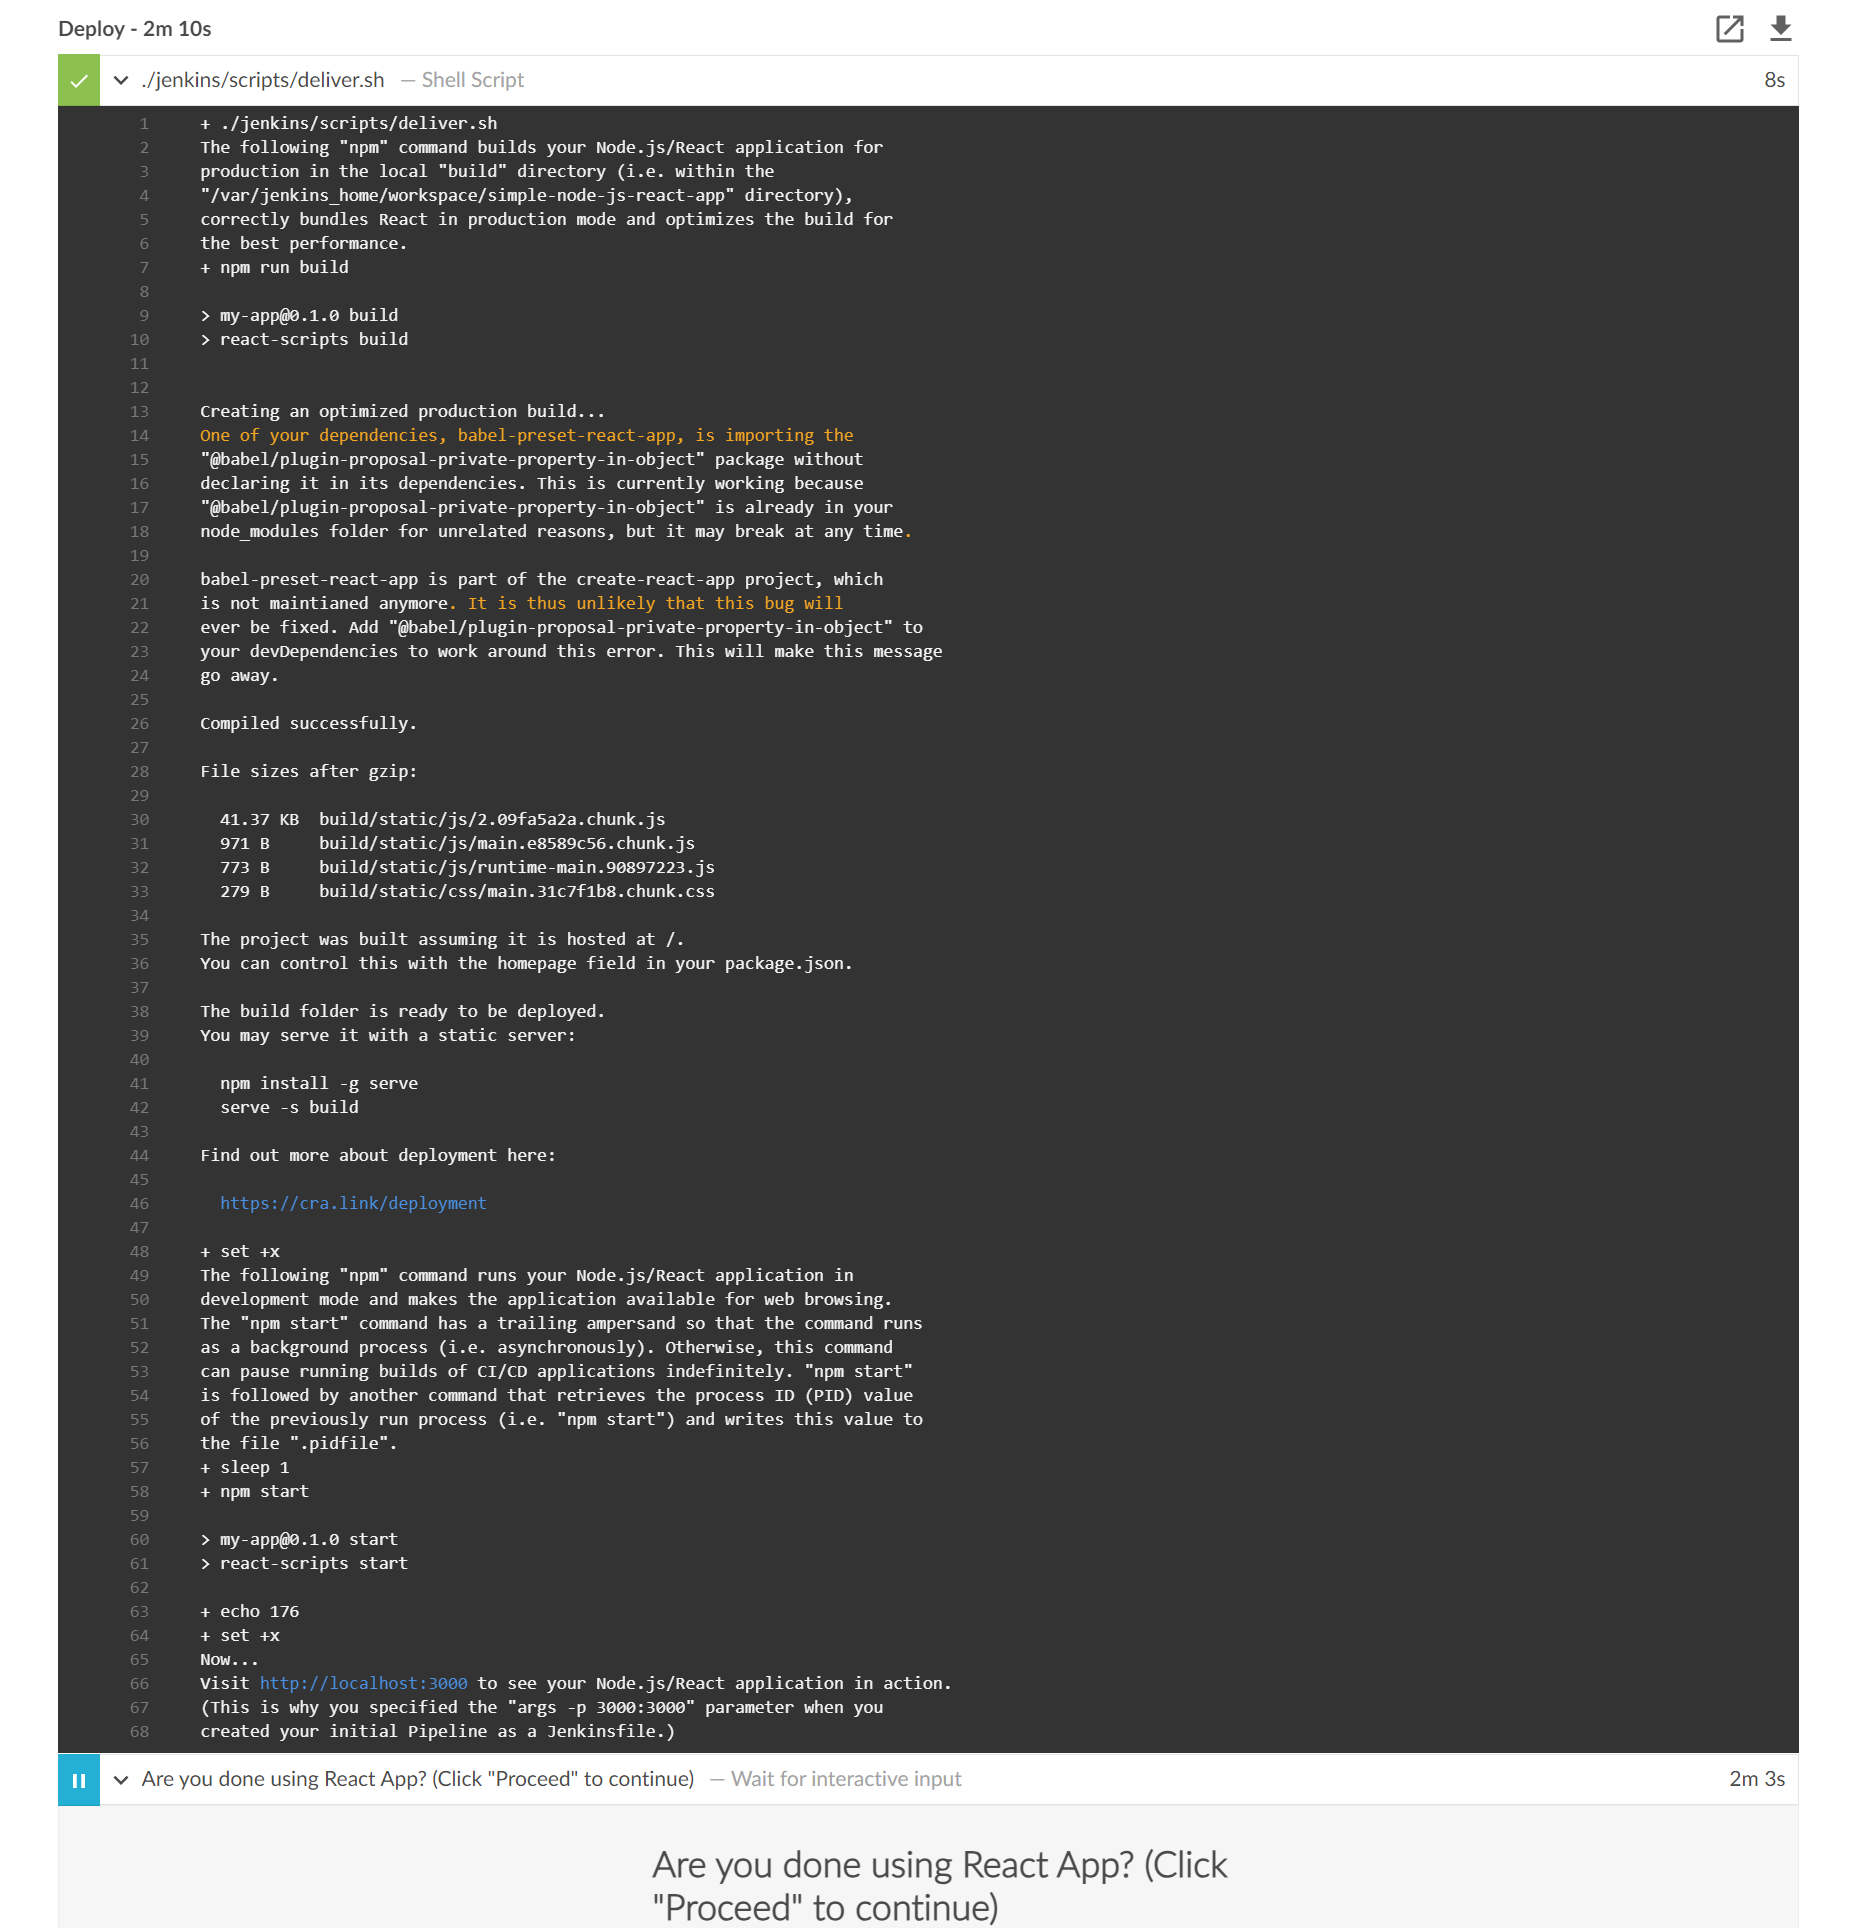 Deploy - 2m 10s
./jenkins/scripts/deliver.sh — Shell Script 8s
1 + ./jenkins/scripts/deliver.sh
2 The following "npm" command builds your Node.js/React application for
3 production in the local "build" directory (i.e. within the
4 "/var/jenkins_home/workspace/simple-node-js-react-app" directory),
5 correctly bundles React in production mode and optimizes the build for
6 the best performance.
7 + npm run build
8
9 > my-app@0.1.0 build
10 > react-scripts build
11
12
13 Creating an optimized production build...
14 One of your dependencies, babel-preset-react-app, is importing the
15 "@babel/plugin-proposal-private-property-in-object" package without
16 declaring it in its dependencies. This is currently working because
17 "@babel/plugin-proposal-private-property-in-object" is already in your
18 node_modules folder for unrelated reasons, but it may break at any time.
19
20 babel-preset-react-app is part of the create-react-app project, which
21 is not maintianed anymore. It is thus unlikely that this bug will
22 ever be fixed. Add "@babel/plugin-proposal-private-property-in-object" to
23 your devDependencies to work around this error. This will make this message
24 go away.
25
26 Compiled successfully.
27
28 File sizes after gzip:
29
30 41.37 KB build/static/js/2.09fa5a2a.chunk.js
31 971 B build/static/js/main.e8589c56.chunk.js
32 773 B build/static/js/runtime-main.90897223.js
33 279 B build/static/css/main.31c7f1b8.chunk.css
34
35 The project was built assuming it is hosted at /.
36 You can control this with the homepage field in your package.json.
37
38 The build folder is ready to be deployed.
39 You may serve it with a static server:
40
41 npm install -g serve
42 serve -s build
43
44 Find out more about deployment here:
45
46 https://cra.link/deployment
47
48 + set +x
49 The following "npm" command runs your Node.js/React application in
50 development mode and makes the application available for web browsing.
51 The "npm start" command has a trailing ampersand so that the command runs
52 as a background process (i.e. asynchronously). Otherwise, this command
53 can pause running builds of CI/CD applications indefinitely. "npm start"
54 is followed by another command that retrieves the process ID (PID) value
55 of the previously run process (i.e. "npm start") and writes this value to
56 the file ".pidfile".
57 + sleep 1
58 + npm start
59
60 > my-app@0.1.0 start
61 > react-scripts start
62
63 + echo 176
64 + set +x
65 Now...
66 Visit http://localhost:3000 to see your Node.js/React application in action.
67 (This is why you specified the "args -p 3000:3000" parameter when you
68 created your initial Pipeline as a Jenkinsfile.)
Are you done using React App? (Click "Proceed" to continue) — Wait for interactive input 2m 3s
Are you done using React App? (Click
"Proceed" to continue)